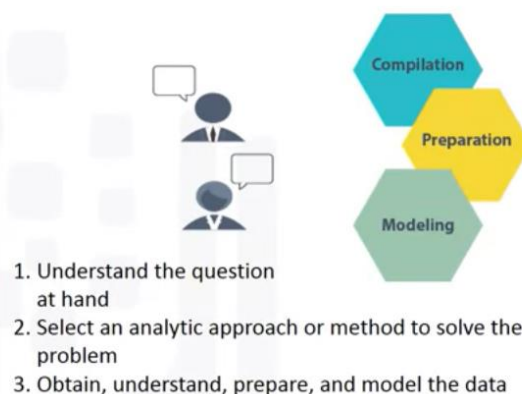 Compilation
Preparation
Modeling
1. Understand the question
at hand
2. Select an analytic approach or method to solve the
problem
3. Obtain, understand, prepare, and model the data